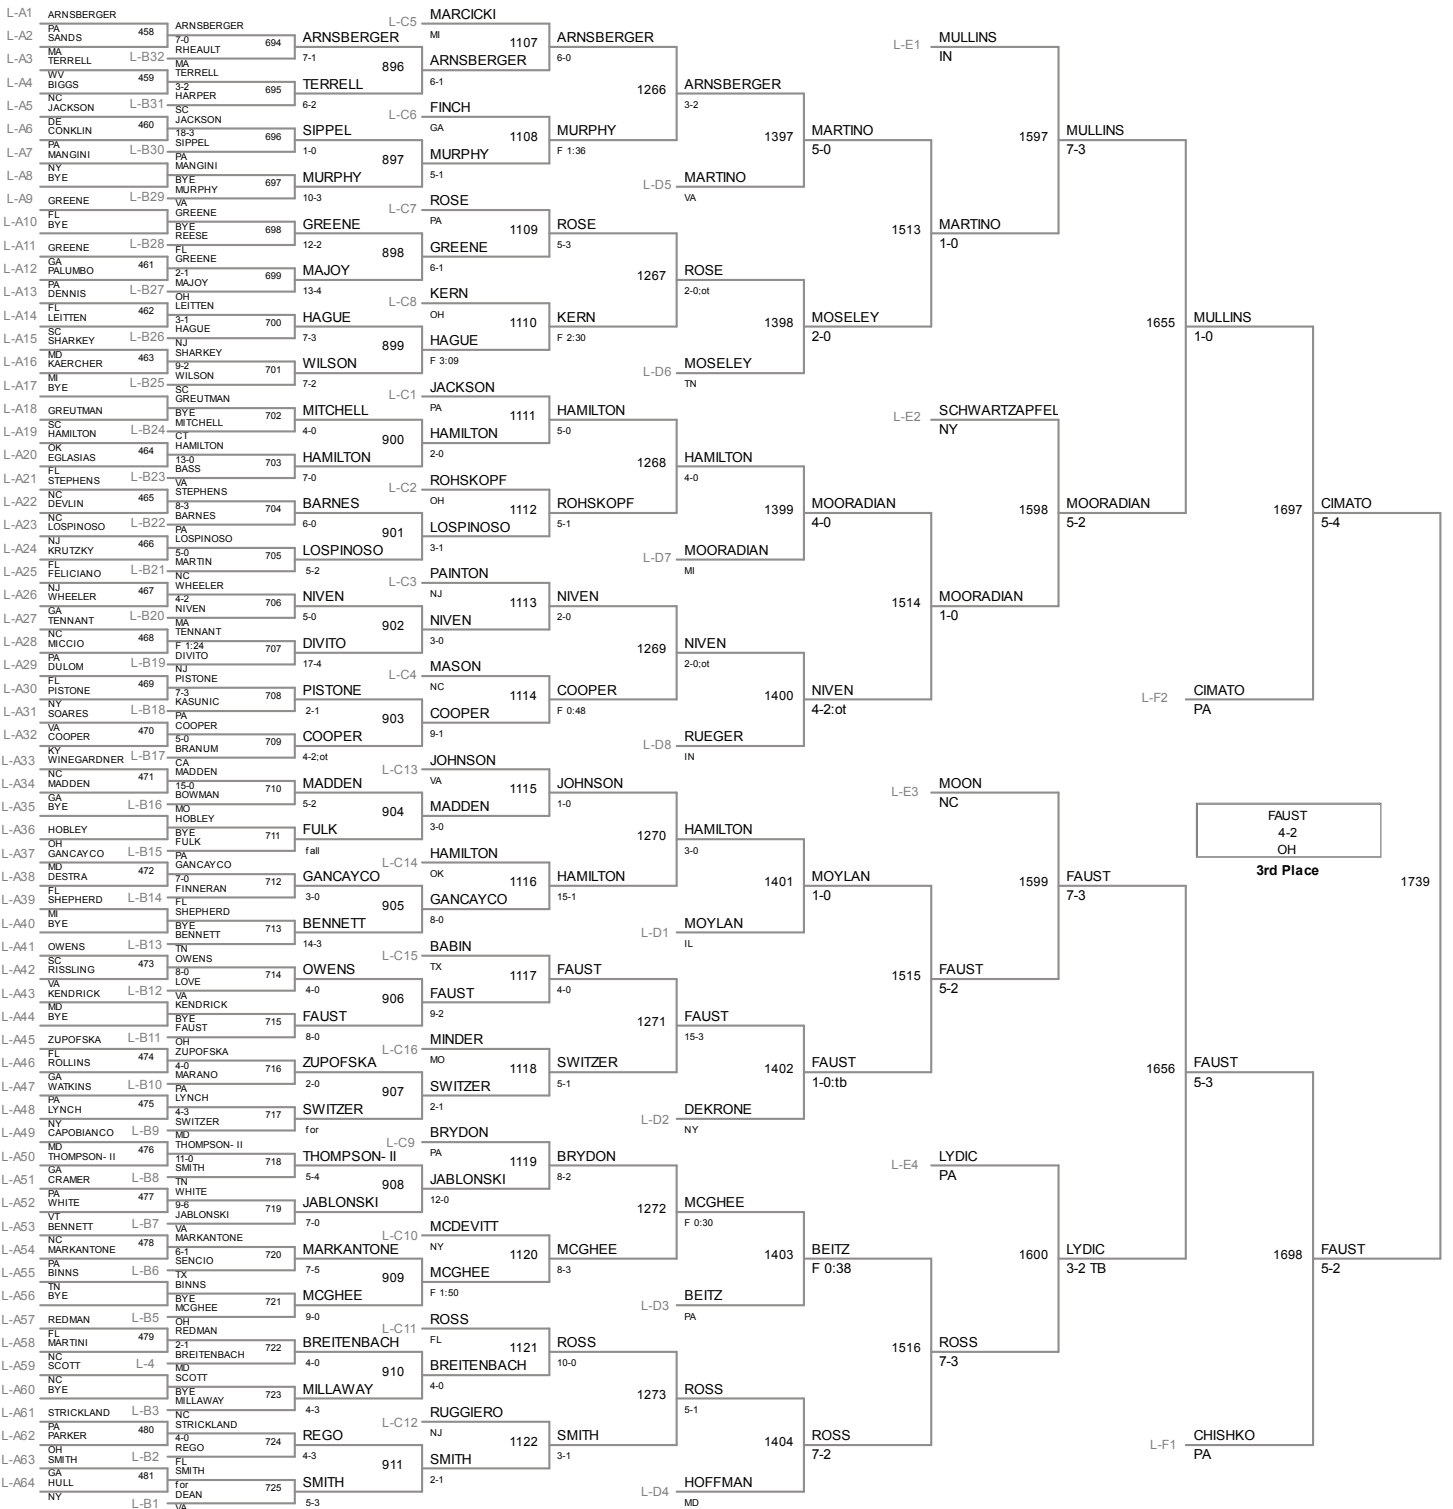 L-A1 ARNSBERGER
PA
L-A2 SANDS
458
MA
L-A3 TERRELL
WV
L-A4 BIGGS
459
NC
L-A5 JACKSON
DE
L-A6 CONKLIN
460
PA
L-A7 MANGINI
NY
L-A8 BYE
L-A9 GREENE
FL
L-A10 BYE
L-A11 GREENE
GA
L-A12 PALUMBO
461
PA
L-A13 DENNIS
FL
L-A14 LEITTEN
462
SC
L-A15 SHARKEY
MD
L-A16 KAERCHER
463
MI
L-A17 BYE
L-A18 GREUTMAN
SC
L-A19 HAMILTON
OK
L-A20 EGLASIAS
464
FL
L-A21 STEPHENS
NC
L-A22 DEVLIN
465
NC
L-A23 LOSPINOSO
NJ
L-A24 KRUTZKY
466
FL
L-A25 FELICIANO
NJ
L-A26 WHEELER
467
GA
L-A27 TENNANT
NC
L-A28 MICCIO
468
PA
L-A29 DULOM
FL
L-A30 PISTONE
469
NY
L-A31 SOARES
VA
L-A32 COOPER
470
KY
L-A33 WINEGARDNER
NC
L-A34 MADDEN
471
GA
L-A35 BYE
L-A36 HOBLEY
OH
L-A37 GANCAYCO
MD
L-A38 DESTRA
472
FL
L-A39 SHEPHERD
MI
L-A40 BYE
L-A41 OWENS
SC
L-A42 RISSLING
473
VA
L-A43 KENDRICK
MD
L-A44 BYE
L-A45 ZUPOFSKA
FL
L-A46 ROLLINS
474
GA
L-A47 WATKINS
PA
L-A48 LYNCH
475
NY
L-A49 CAPOBIANCO
MD
L-A50 THOMPSON- II
476
GA
L-A51 CRAMER
PA
L-A52 WHITE
477
VT
L-A53 BENNETT
NC
L-A54 MARKANTONE
478
PA
L-A55 BINNS
TN
L-A56 BYE
L-A57 REDMAN
FL
L-A58 MARTINI
479
NC
L-A59 SCOTT
NC
L-A60 BYE
L-A61 STRICKLAND
PA
L-A62 PARKER
480
OH
L-A63 SMITH
GA
L-A64 HULL
481
NY
ARNSBERGER
7-0
694
L-B32 RHEAULT
MA
TERRELL
3-2
695
L-B31 HARPER
SC
JACKSON
18-3
696
L-B30 SIPPEL
PA
MANGINI
BYE
697
L-B29 MURPHY
VA
GREENE
BYE
698
L-B28 REESE
FL
GREENE
2-1
699
L-B27 MAJOY
OH
LEITTEN
3-1
700
L-B26 HAGUE
NJ
SHARKEY
9-2
701
L-B25 WILSON
SC
GREUTMAN
BYE
702
L-B24 MITCHELL
CT
HAMILTON
13-0
703
L-B23 BASS
VA
STEPHENS
8-3
704
L-B22 BARNES
PA
LOSPINOSO
5-0
705
L-B21 MARTIN
NC
WHEELER
4-2
706
L-B20 NIVEN
MA
TENNANT
F 1:24
707
L-B19 DIVITO
NJ
PISTONE
7-3
708
L-B18 KASUNIC
PA
COOPER
5-0
709
L-B17 BRANUM
CA
MADDEN
15-0
710
L-B16 BOWMAN
MO
HOBLEY
BYE
711
L-B15 FULK
PA
GANCAYCO
7-0
712
L-B14 FINNERAN
FL
SHEPHERD
BYE
713
L-B13 BENNETT
TN
OWENS
8-0
714
L-B12 LOVE
VA
KENDRICK
BYE
715
L-B11 FAUST
OH
ZUPOFSKA
4-0
716
L-B10 MARANO
PA
LYNCH
4-3
717
L-B9 SWITZER
MD
THOMPSON- II
11-0
718
L-B8 SMITH
TN
WHITE
9-6
719
L-B7 JABLONSKI
VA
MARKANTONE
6-1
720
L-B6 SENCIO
TX
BINNS
BYE
721
L-B5 MCGHEE
OH
REDMAN
2-1
722
L-4 BREITENBACH
MD
SCOTT
BYE
723
L-B3 MILLAWAY
NC
STRICKLAND
4-0
724
L-B2 REGO
FL
SMITH
for
725
L-B1 DEAN
VA
ARNSBERGER
7-1
896
TERRELL
6-2
SIPPEL
1-0
897
MURPHY
10-3
GREENE
12-2
898
MAJOY
13-4
HAGUE
7-3
899
WILSON
7-2
MITCHELL
4-0
900
HAMILTON
7-0
BARNES
6-0
901
LOSPINOSO
5-2
NIVEN
5-0
902
DIVITO
17-4
PISTONE
2-1
903
COOPER
4-2;ot
MADDEN
5-2
904
FULK
fall
GANCAYCO
3-0
905
BENNETT
14-3
OWENS
4-0
906
FAUST
8-0
ZUPOFSKA
2-0
907
SWITZER
for
THOMPSON- II
5-4
908
JABLONSKI
7-0
MARKANTONE
7-5
909
MCGHEE
9-0
BREITENBACH
4-0
910
MILLAWAY
4-3
REGO
4-3
911
SMITH
5-3
L-C5 MARCICKI
MI
1107
ARNSBERGER
6-1
L-C6 FINCH
GA
1108
MURPHY
5-1
L-C7 ROSE
PA
1109
GREENE
6-1
L-C8 KERN
OH
1110
HAGUE
F 3:09
L-C1 JACKSON
PA
1111
HAMILTON
2-0
L-C2 ROHSKOPF
OH
1112
LOSPINOSO
3-1
L-C3 PAINTON
NJ
1113
NIVEN
3-0
L-C4 MASON
NC
1114
COOPER
9-1
L-C13 JOHNSON
VA
1115
MADDEN
3-0
L-C14 HAMILTON
OK
1116
GANCAYCO
8-0
L-C15 BABIN
TX
1117
FAUST
9-2
L-C16 MINDER
MO
1118
SWITZER
2-1
L-C9 BRYDON
PA
1119
JABLONSKI
12-0
L-C10 MCDEVITT
NY
1120
MCGHEE
F 1:50
L-C11 ROSS
FL
1121
BREITENBACH
4-0
L-C12 RUGGIERO
NJ
1122
SMITH
2-1
ARNSBERGER
6-0
1266
MURPHY
F 1:36
ROSE
5-3
1267
KERN
F 2:30
HAMILTON
5-0
1268
ROHSKOPF
5-1
NIVEN
2-0
1269
COOPER
F 0:48
JOHNSON
1-0
1270
HAMILTON
15-1
FAUST
4-0
1271
SWITZER
5-1
BRYDON
8-2
1272
MCGHEE
8-3
ROSS
10-0
1273
SMITH
3-1
ARNSBERGER
3-2
1397
L-D5 MARTINO
VA
ROSE
2-0;ot
1398
L-D6 MOSELEY
TN
HAMILTON
4-0
1399
L-D7 MOORADIAN
MI
NIVEN
2-0;ot
1400
L-D8 RUEGER
IN
HAMILTON
3-0
1401
L-D1 MOYLAN
IL
FAUST
15-3
1402
L-D2 DEKRONE
NY
MCGHEE
F 0:30
1403
L-D3 BEITZ
PA
ROSS
5-1
1404
L-D4 HOFFMAN
MD
MARTINO
5-0
1513
MOSELEY
2-0
MOORADIAN
4-0
1514
NIVEN
4-2:ot
MOYLAN
1-0
1515
FAUST
1-0:tb
BEITZ
F 0:38
1516
ROSS
7-2
L-E1 MULLINS
IN
1597
MARTINO
1-0
L-E2 SCHWARTZAPFEL
NY
1598
MOORADIAN
1-0
L-E3 MOON
NC
1599
FAUST
5-2
L-E4 LYDIC
PA
1600
ROSS
7-3
MULLINS
7-3
1655
MOORADIAN
5-2
FAUST
7-3
1656
LYDIC
3-2 TB
MULLINS
1-0
1697
L-F2 CIMATO
PA
FAUST
5-3
1698
L-F1 CHISHKO
PA
CIMATO
5-4
1739
FAUST
5-2
FAUST
4-2
OH
3rd Place